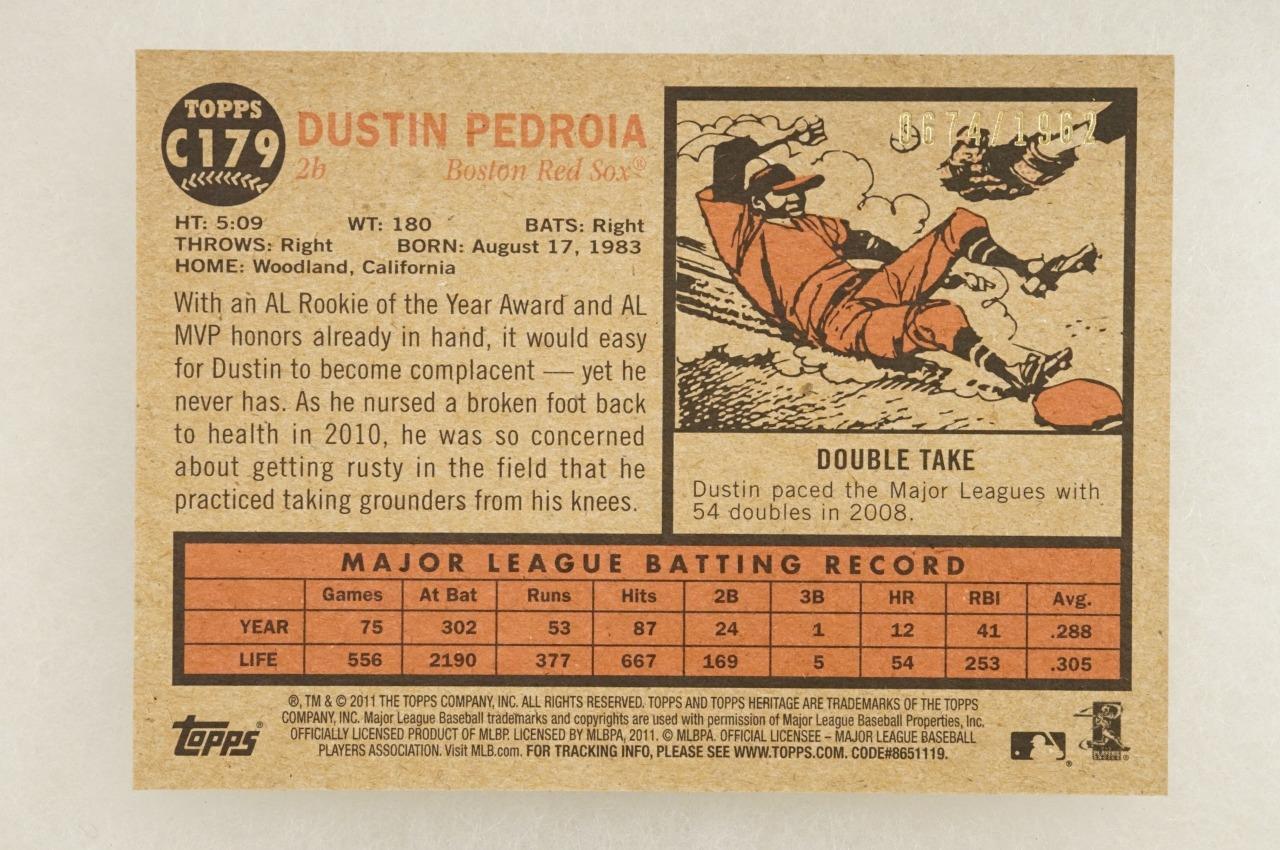 TOPPS
C179
DUSTIN PEDROIA
2b Boston Red Sox®
HT: 5:09 WT: 180 BATS: Right
THROWS: Right BORN: August 17, 1983
HOME: Woodland, California
With an AL Rookie of the Year Award and AL
MVP honors already in hand, it would easy
for Dustin to become complacent — yet he
never has. As he nursed a broken foot back
to health in 2010, he was so concerned
about getting rusty in the field that he
practiced taking grounders from his knees.
0674/1962
DOUBLE TAKE
Dustin paced the Major Leagues with
54 doubles in 2008.
MAJOR LEAGUE BATTING RECORD
Games At Bat Runs Hits 2B 3B HR RBI Avg.
YEAR 75 302 53 87 24 1 12 41 .288
LIFE 556 2190 377 667 169 5 54 253 .305
Topps®
®, TM & © 2011 THE TOPPS COMPANY, INC. ALL RIGHTS RESERVED. TOPPS AND TOPPS HERITAGE ARE TRADEMARKS OF THE TOPPS
COMPANY, INC. Major League Baseball trademarks and copyrights are used with permission of Major League Baseball Properties, Inc.
OFFICIALLY LICENSED PRODUCT OF MLBP. LICENSED BY MLBPA, 2011. © MLBPA. OFFICIAL LICENSEE – MAJOR LEAGUE BASEBALL
PLAYERS ASSOCIATION. Visit MLB.com. FOR TRACKING INFO, PLEASE SEE WWW.TOPPS.COM. CODE#8651119.
PLAYERS
CHOICE®